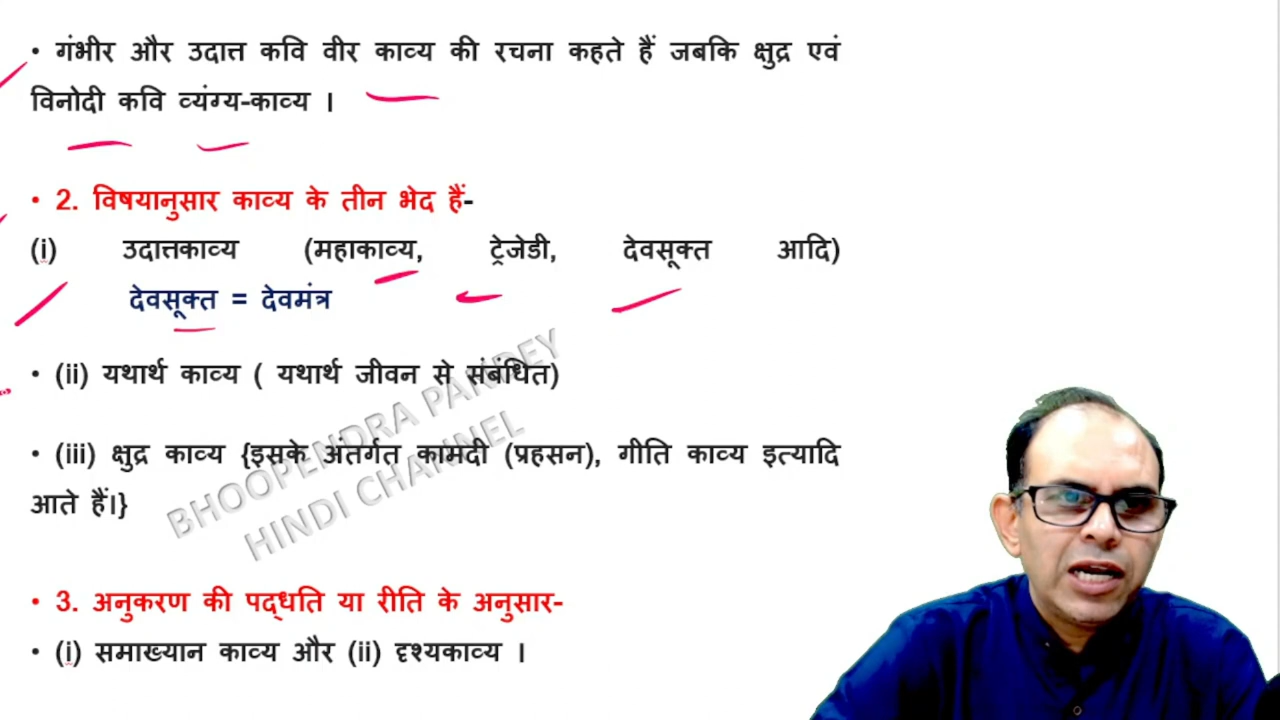 • गंभीर और उदात्त कवि वीर काव्य की रचना कहते हैं जबकि क्षुद्र एवं
विनोदी कवि व्यंग्य-काव्य ।
• 2. विषयानुसार काव्य के तीन भेद हैं-
(i) उदात्तकाव्य (महाकाव्य, ट्रेजेडी, देवसूक्त आदि)
देवसूक्त = देवमंत्र
• (ii) यथार्थ काव्य ( यथार्थ जीवन से संबंधित)
• (iii) क्षुद्र काव्य {इसके अंतर्गत कामदी (प्रहसन), गीति काव्य इत्यादि
आते हैं।}
BHOOPENDRA PANDEY
HINDI CHANNEL
• 3. अनुकरण की पद्धति या रीति के अनुसार-
• (i) समाख्यान काव्य और (ii) दृश्यकाव्य ।